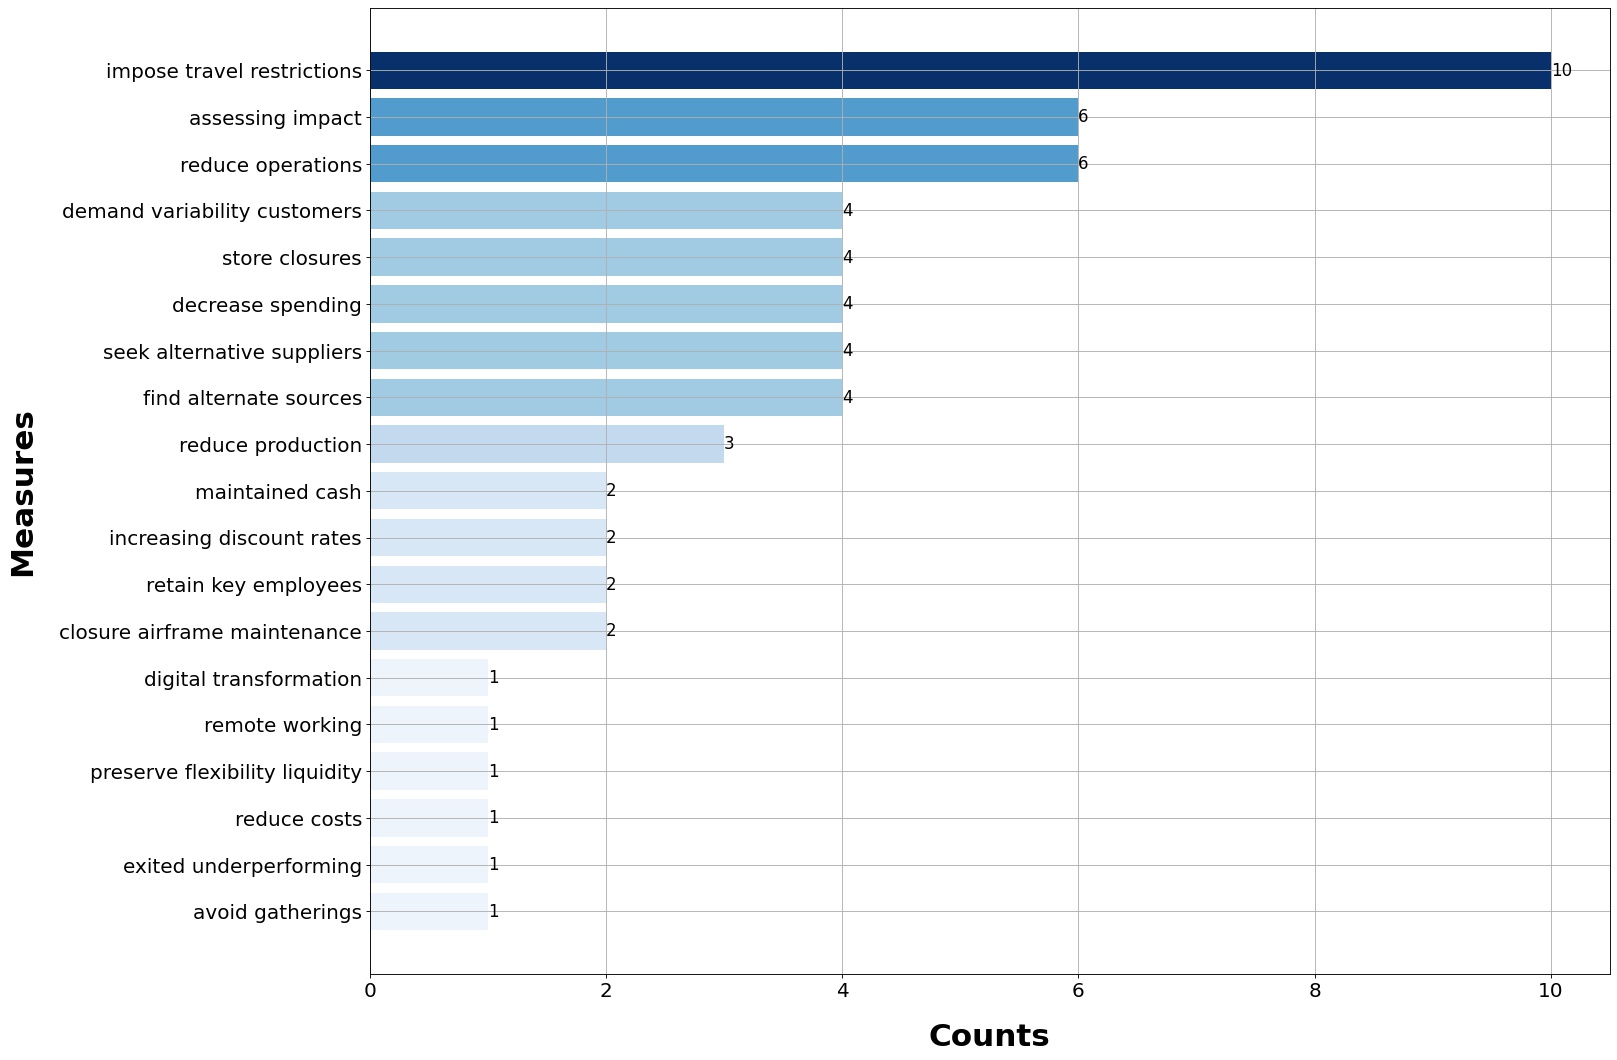 impose travel restrictions 10
assessing impact 6
reduce operations 6
demand variability customers 4
store closures 4
decrease spending 4
seek alternative suppliers 4
find alternate sources 4
reduce production 3
maintained cash 2
increasing discount rates 2
retain key employees 2
closure airframe maintenance 2
digital transformation 1
remote working 1
preserve flexibility liquidity 1
reduce costs 1
exited underperforming 1
avoid gatherings 1
Measures
0 2 4 6 8 10
Counts